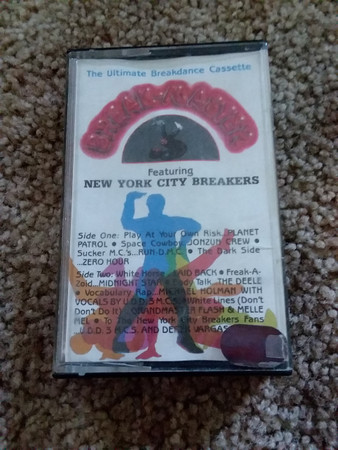 The Ultimate Breakdance Cassette
Featuring
NEW YORK CITY BREAKERS
Side One: Play At Your Own Risk. PLANET
PATROL • Space Cowboy. JONZUN CREW •
Sucker M.C.'s...RUN D.M.C. • The Dark Side
...ZERO HOUR
Side Two: White Horse LAID BACK • Freak-A-
Zoid...MIDNIGHT STAR • Body Talk...THE DEELE
• Vocabulary Rap...MICHAEL HOLMAN WITH
VOCALS BY U.D.D.S M.C.'S • White Lines (Don't
Don't Do It) GRANDMASTER FLASH & MELLE
MEL • To The New York City Breakers Fans
U.D.D.'S M.C.'S. AND DEREK VARGAS